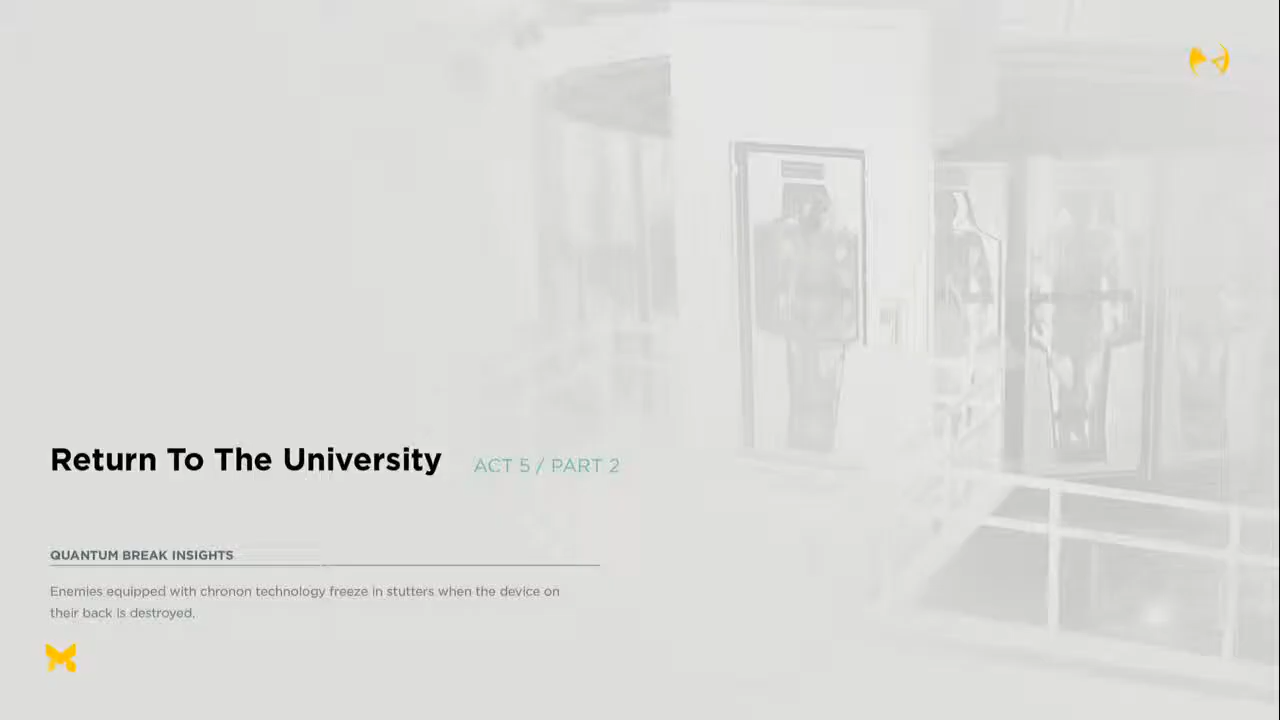 Return To The University
ACT 5 / PART 2
QUANTUM BREAK INSIGHTS
Enemies equipped with chronon technology freeze in stutters when the device on
their back is destroyed.